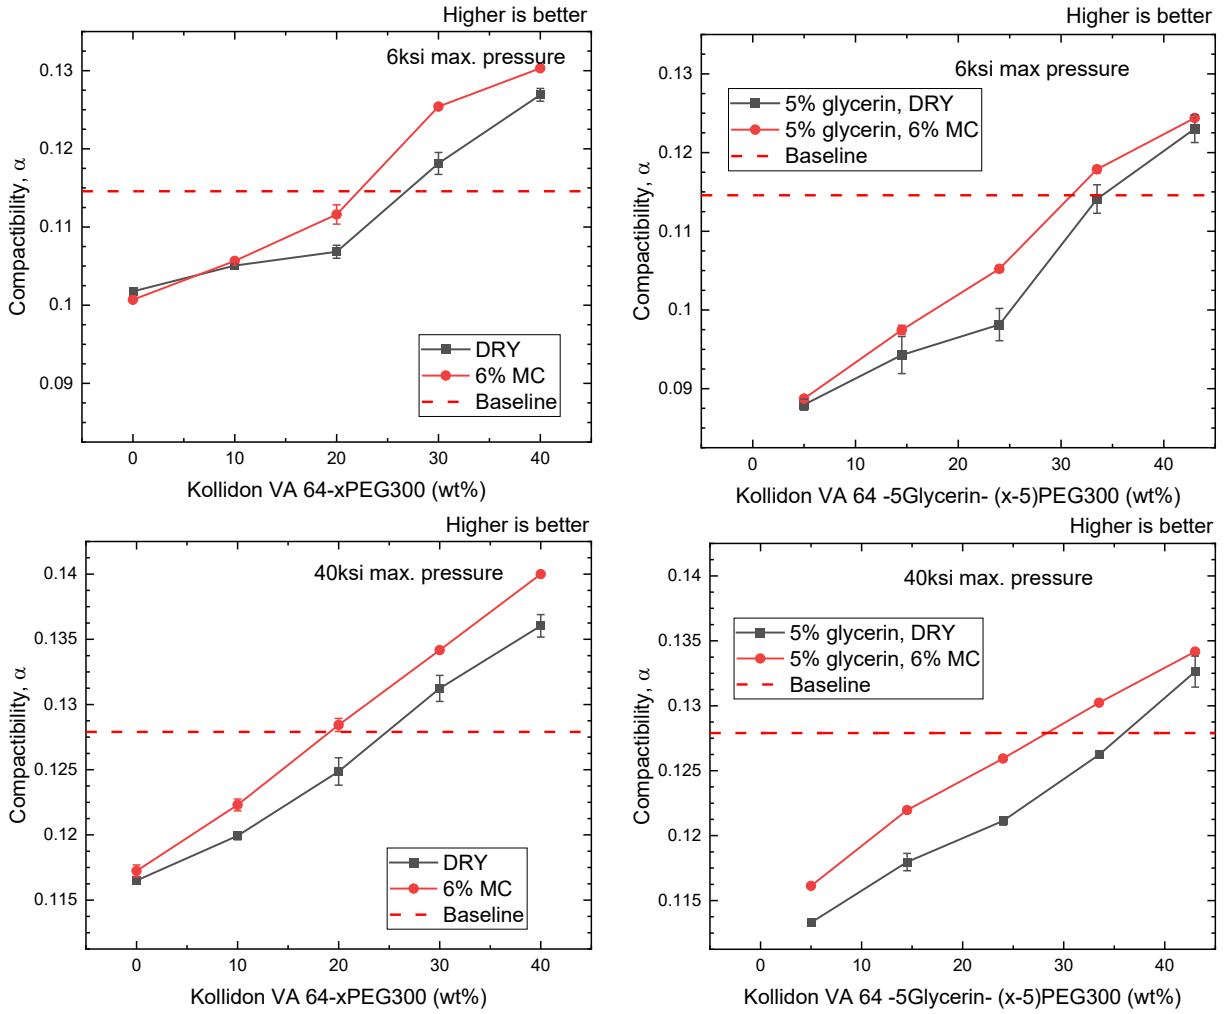 Higher is better
6ksi max. pressure
0.13
0.12
0.11
0.1
0.09
Compactibility, α
DRY
6% MC
Baseline
0 10 20 30 40
Kollidon VA 64-xPEG300 (wt%)
Higher is better
6ksi max pressure
0.13
0.12
0.11
0.1
0.09
Compactibility, α
5% glycerin, DRY
5% glycerin, 6% MC
Baseline
0 10 20 30 40
Kollidon VA 64 -5Glycerin- (x-5)PEG300 (wt%)
Higher is better
40ksi max. pressure
0.14
0.135
0.13
0.125
0.12
0.115
Compactibility, α
DRY
6% MC
Baseline
0 10 20 30 40
Kollidon VA 64-xPEG300 (wt%)
Higher is better
40ksi max. pressure
0.14
0.135
0.13
0.125
0.12
0.115
Compactibility, α
5% glycerin, DRY
5% glycerin, 6% MC
Baseline
0 10 20 30 40
Kollidon VA 64 -5Glycerin- (x-5)PEG300 (wt%)